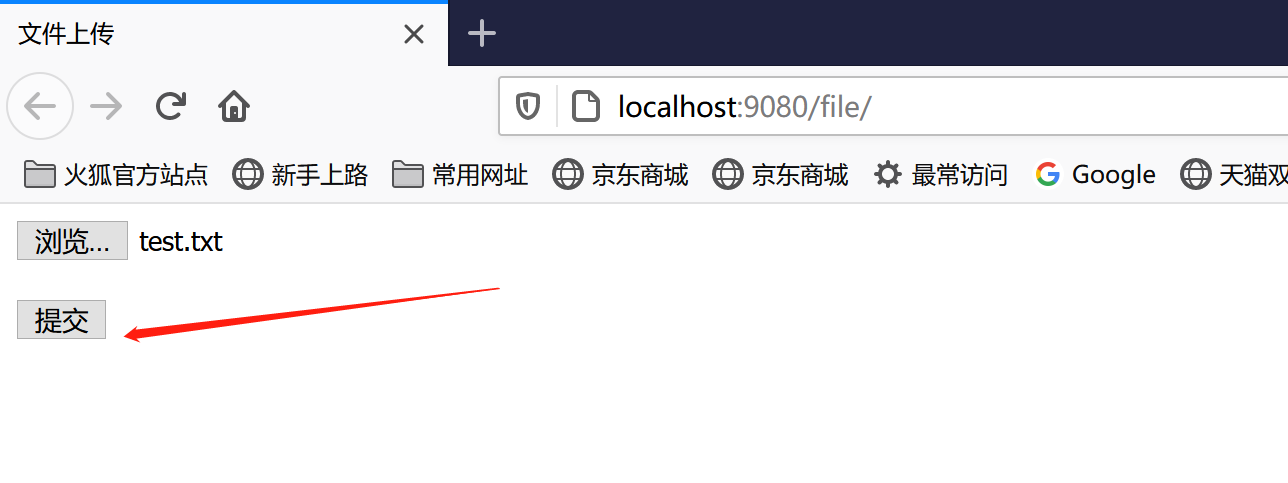 文件上传
localhost:9080/file/
火狐官方站点 新手上路 常用网址 京东商城 京东商城 最常访问 Google 天猫双
浏览... test.txt
提交